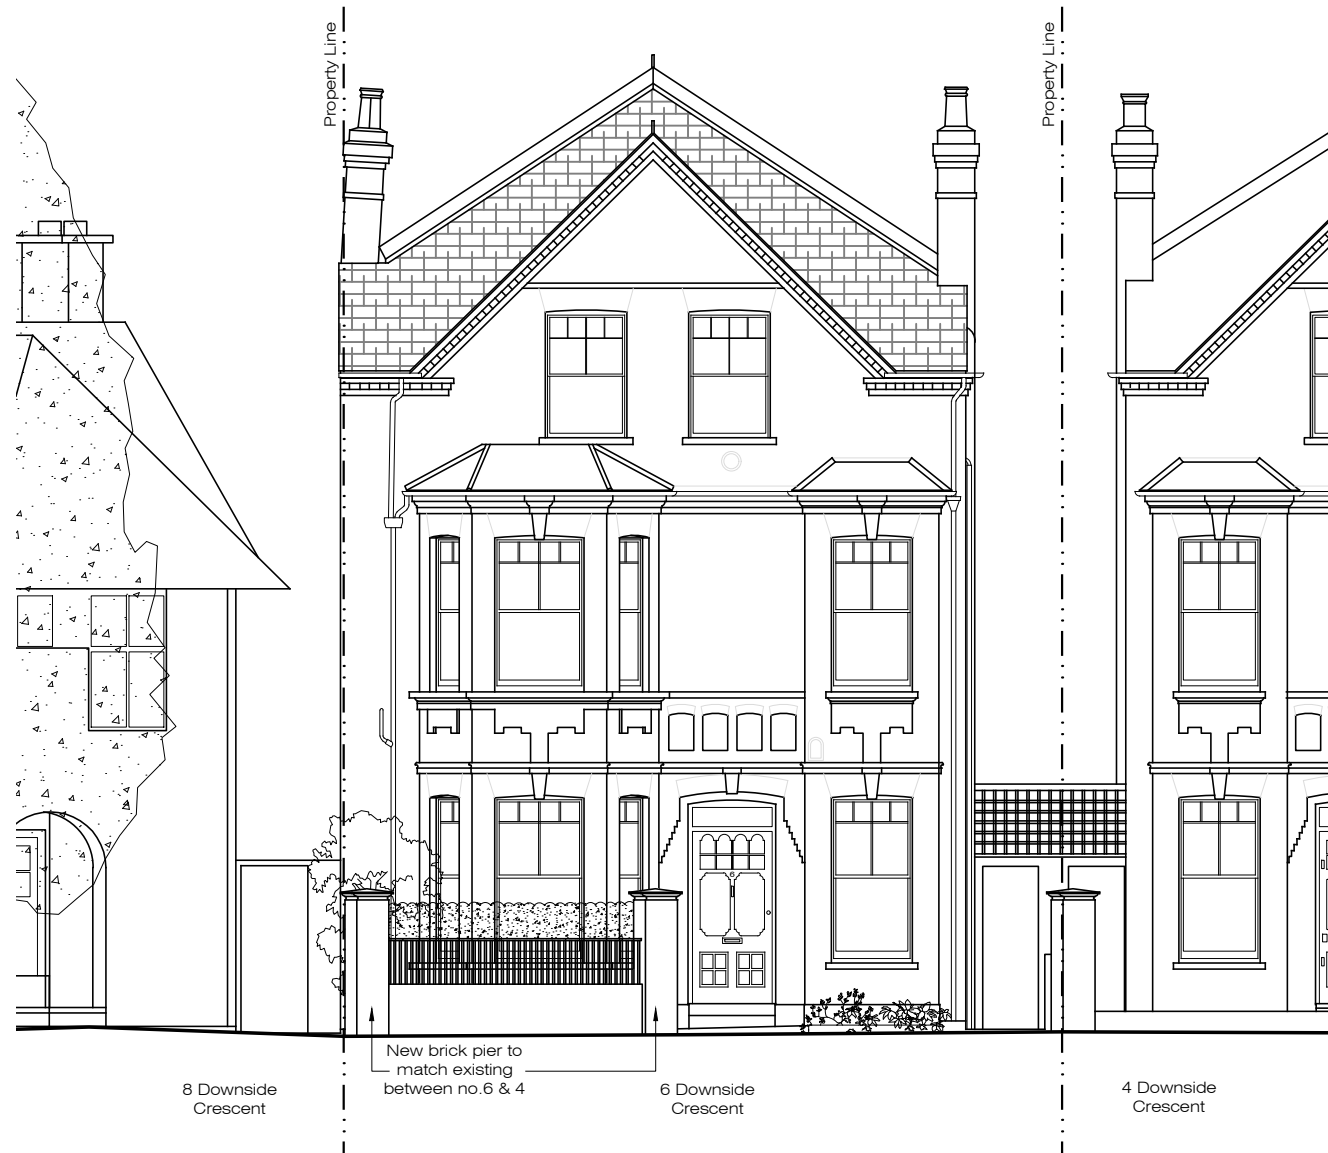 Property Line
Property Line
6
New brick pier to
match existing
between no.6 & 4
8 Downside
Crescent
6 Downside
Crescent
4 Downside
Crescent